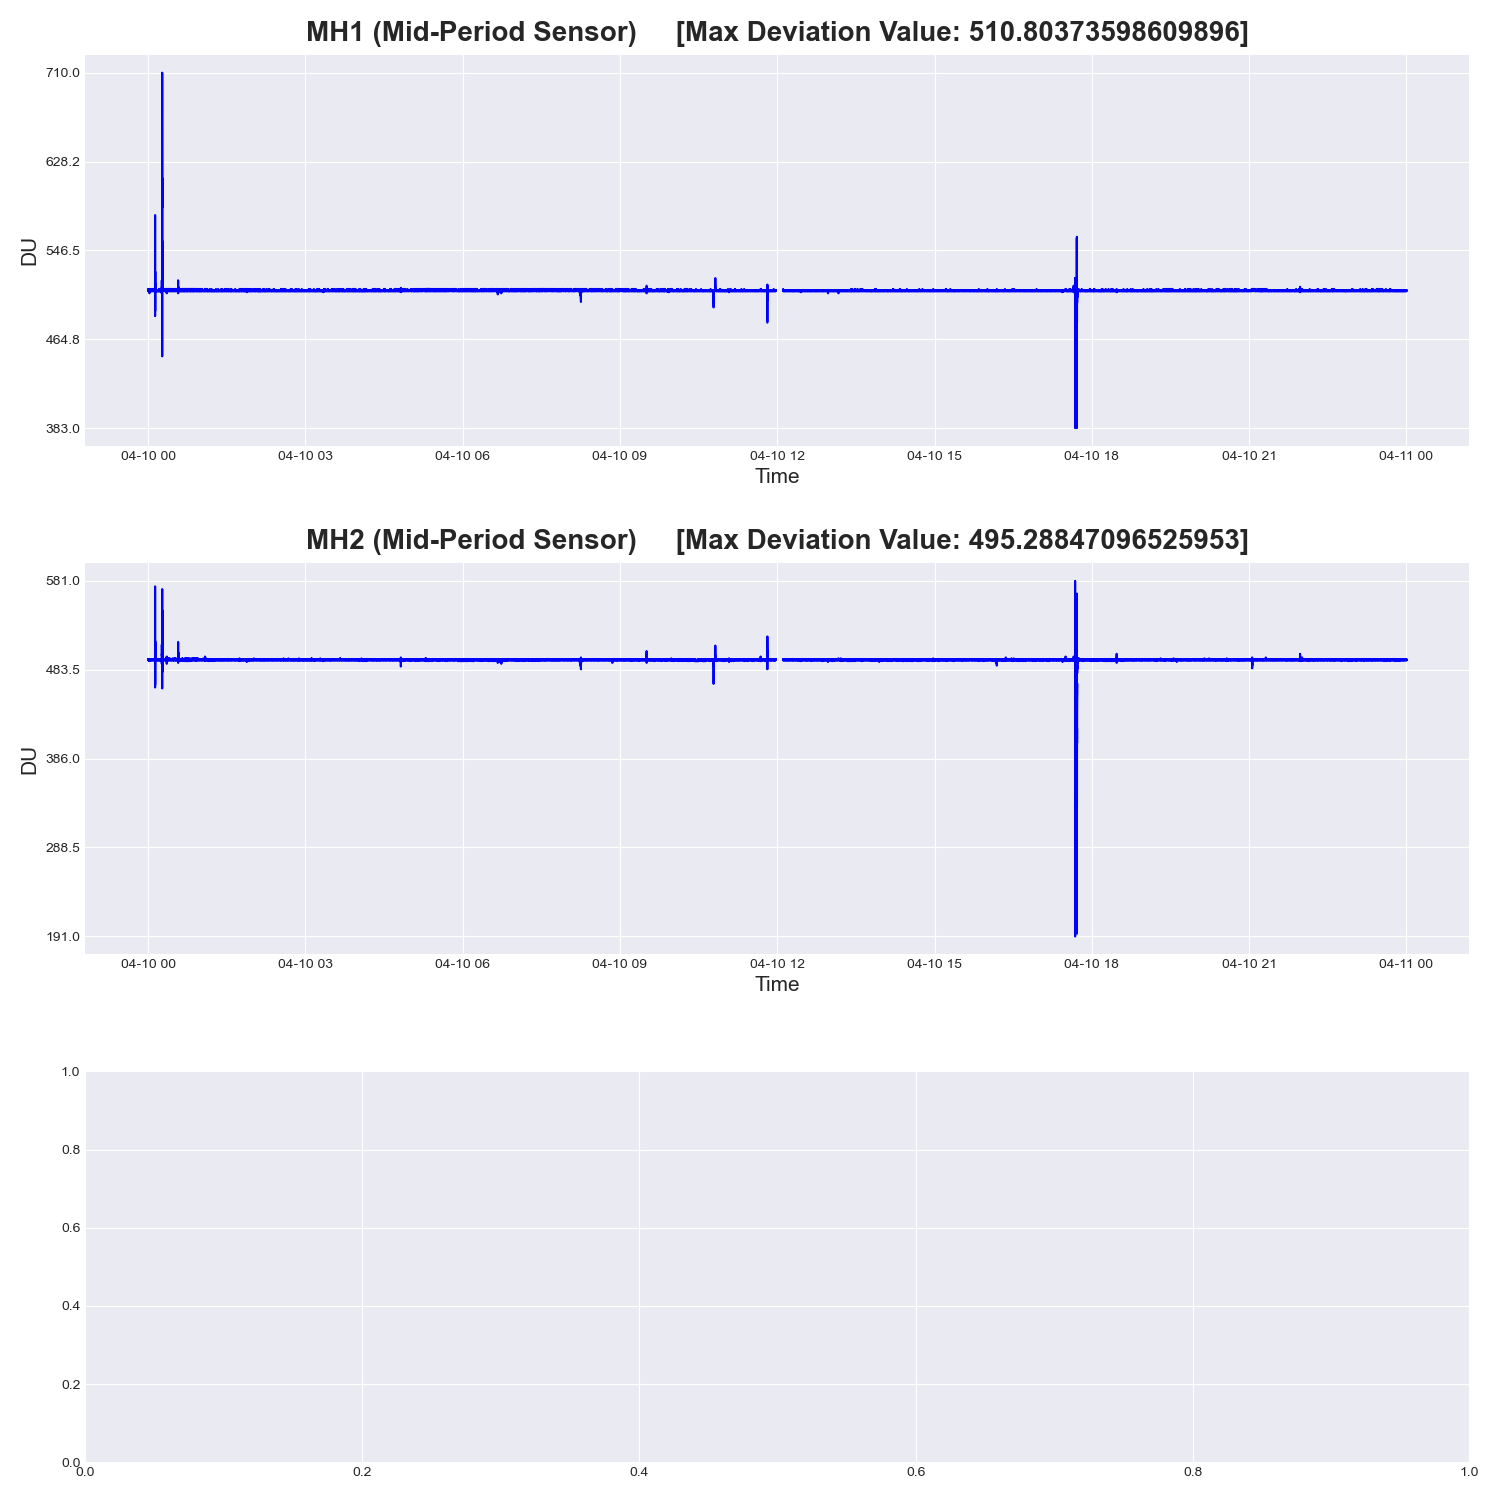 MH1 (Mid-Period Sensor) [Max Deviation Value: 510.80373598609896]
710.0
628.2
546.5
464.8
383.0
DU
04-10 00 04-10 03 04-10 06 04-10 09 04-10 12 04-10 15 04-10 18 04-10 21 04-11 00
Time
MH2 (Mid-Period Sensor) [Max Deviation Value: 495.28847096525953]
581.0
483.5
386.0
288.5
191.0
DU
04-10 00 04-10 03 04-10 06 04-10 09 04-10 12 04-10 15 04-10 18 04-10 21 04-11 00
Time
1.0
0.8
0.6
0.4
0.2
0.0
0.0 0.2 0.4 0.6 0.8 1.0